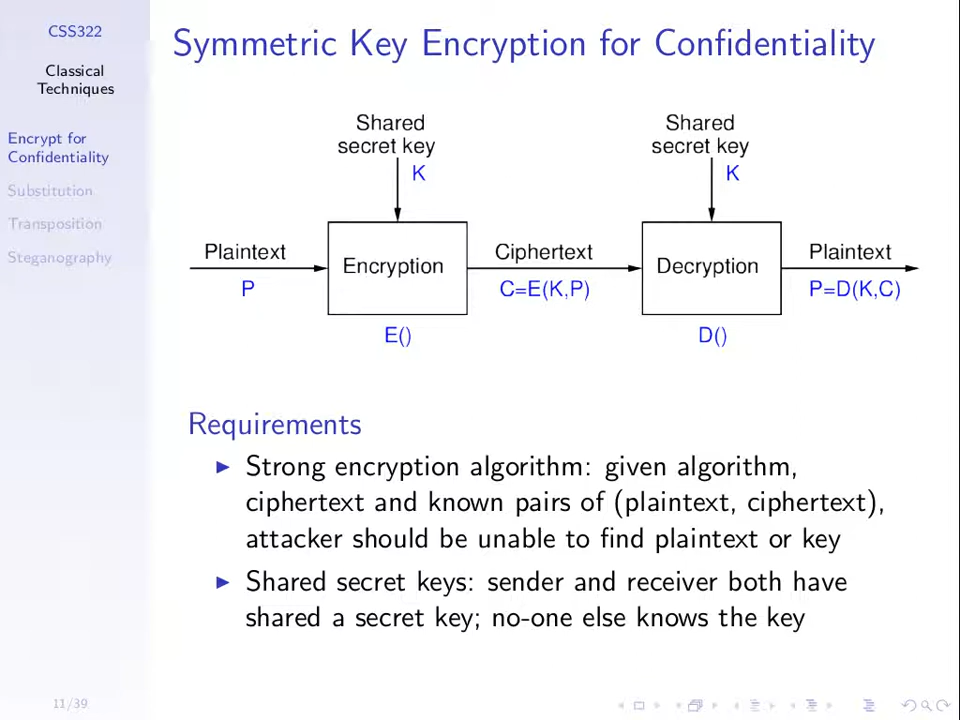 CSS322
Classical
Techniques
Encrypt for
Confidentiality
Substitution
Transposition
Steganography
11/39
Symmetric Key Encryption for Confidentiality
Shared
secret key
K
Shared
secret key
K
Plaintext
P
Encryption
E()
Ciphertext
C=E(K,P)
Decryption
D()
Plaintext
P=D(K,C)
Requirements
Strong encryption algorithm: given algorithm,
ciphertext and known pairs of (plaintext, ciphertext),
attacker should be unable to find plaintext or key
Shared secret keys: sender and receiver both have
shared a secret key; no-one else knows the key